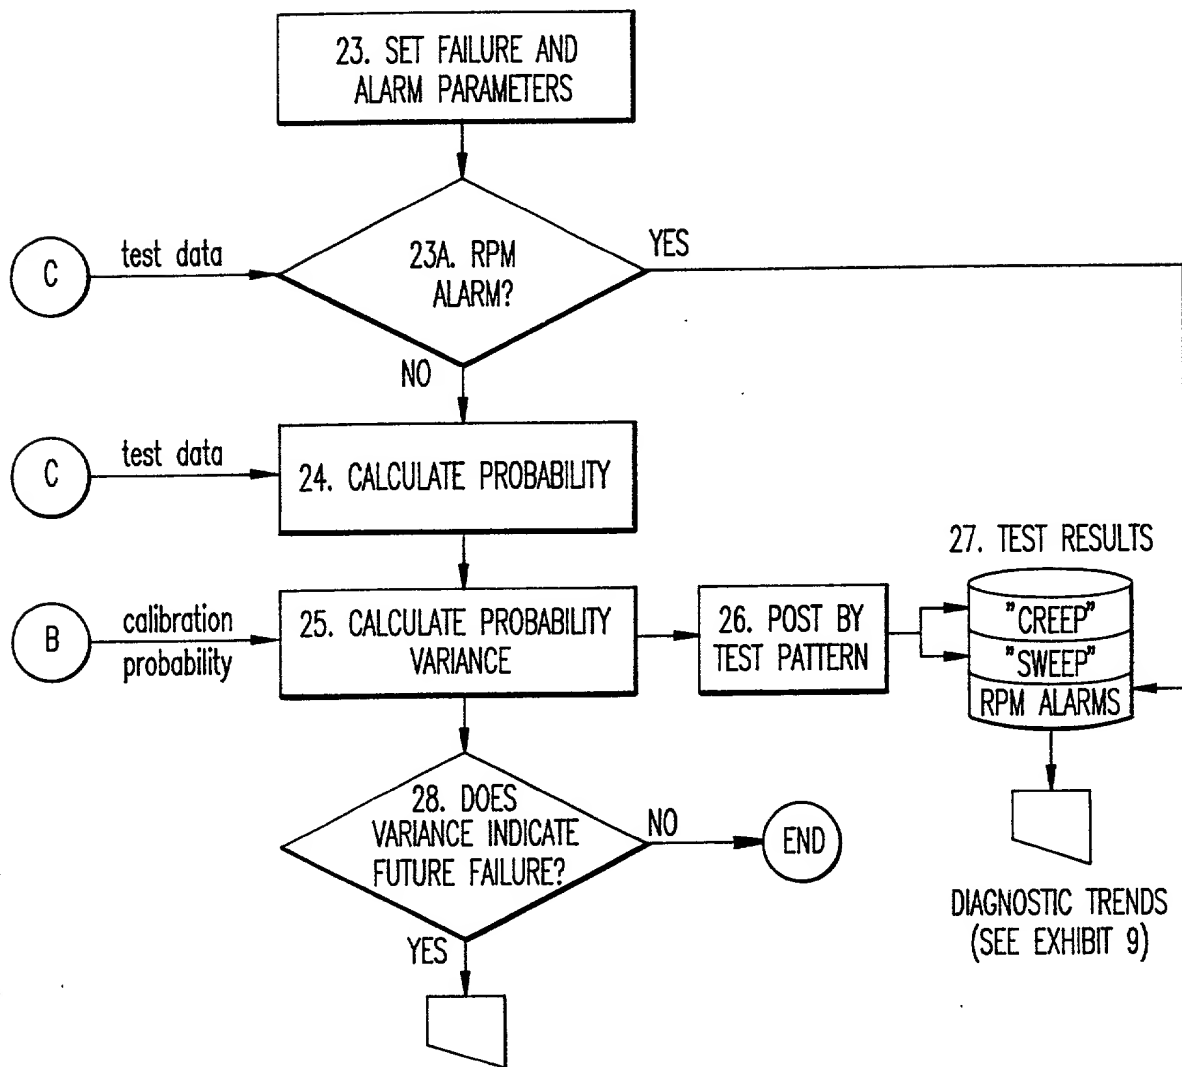 23. SET FAILURE AND
ALARM PARAMETERS
C
test data
23A. RPM
ALARM?
YES
NO
C
test data
24. CALCULATE PROBABILITY
B
calibration
probability
25. CALCULATE PROBABILITY
VARIANCE
26. POST BY
TEST PATTERN
27. TEST RESULTS
"CREEP"
"SWEEP"
RPM ALARMS
28. DOES
VARIANCE INDICATE
FUTURE FAILURE?
NO
END
YES
DIAGNOSTIC TRENDS
(SEE EXHIBIT 9)